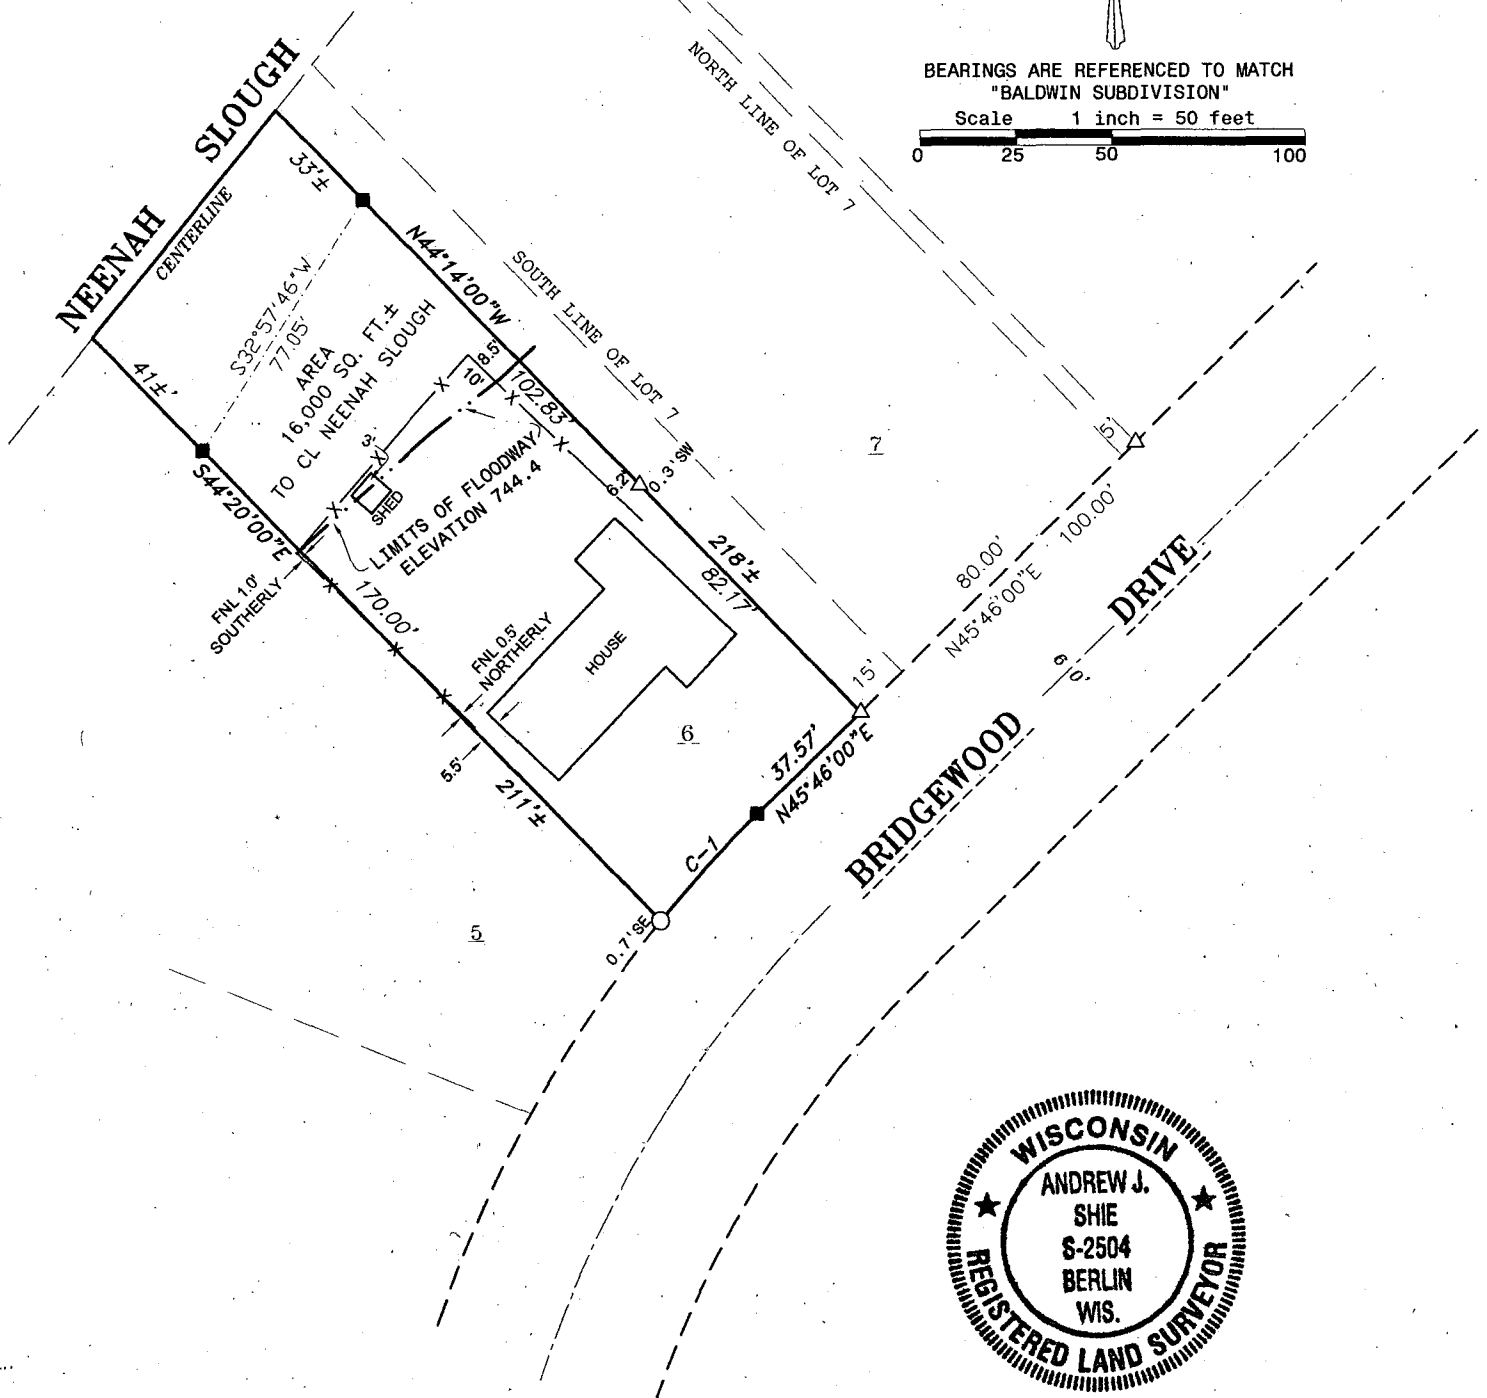 BEARINGS ARE REFERENCED TO MATCH
"BALDWIN SUBDIVISION"
Scale 1 inch = 50 feet
0 25 50 100
NEENAH SLOUGH
CENTERLINE
NORTH LINE OF LOT 7
SOUTH LINE OF LOT 7
33'±
N44°14'00"W
102.83'
S32°57'46"W
77.05'
AREA
16,000 SQ. FT.±
TO CL NEENAH SLOUGH
41±'
S44°20'00"E
170.00'
8.5'
10'
3'
SHED
LIMITS OF FLOODWAY
ELEVATION 744.4
6.2'
0.3'SW
7
5'
FNL 1.0'
SOUTHERLY
FNL 0.5'
NORTHERLY
HOUSE
218'±
82.17'
80.00'
100.00'
N45°46'00"E
15'
60'
BRIDGEWOOD DRIVE
6
37.57'
N45°46'00"E
5.5'
211'±
C-1
0.7'SE
5
WISCONSIN
ANDREW J.
SHIE
S-2504
BERLIN
WIS.
REGISTERED LAND SURVEYOR